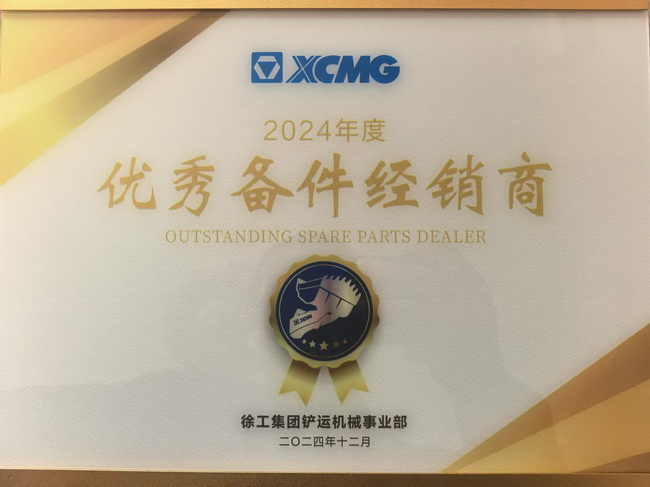 XCMG
2024年度
优秀备件经销商
OUTSTANDING SPARE PARTS DEALER
XCMG
徐工集团铲运机械事业部
二〇二四年十二月